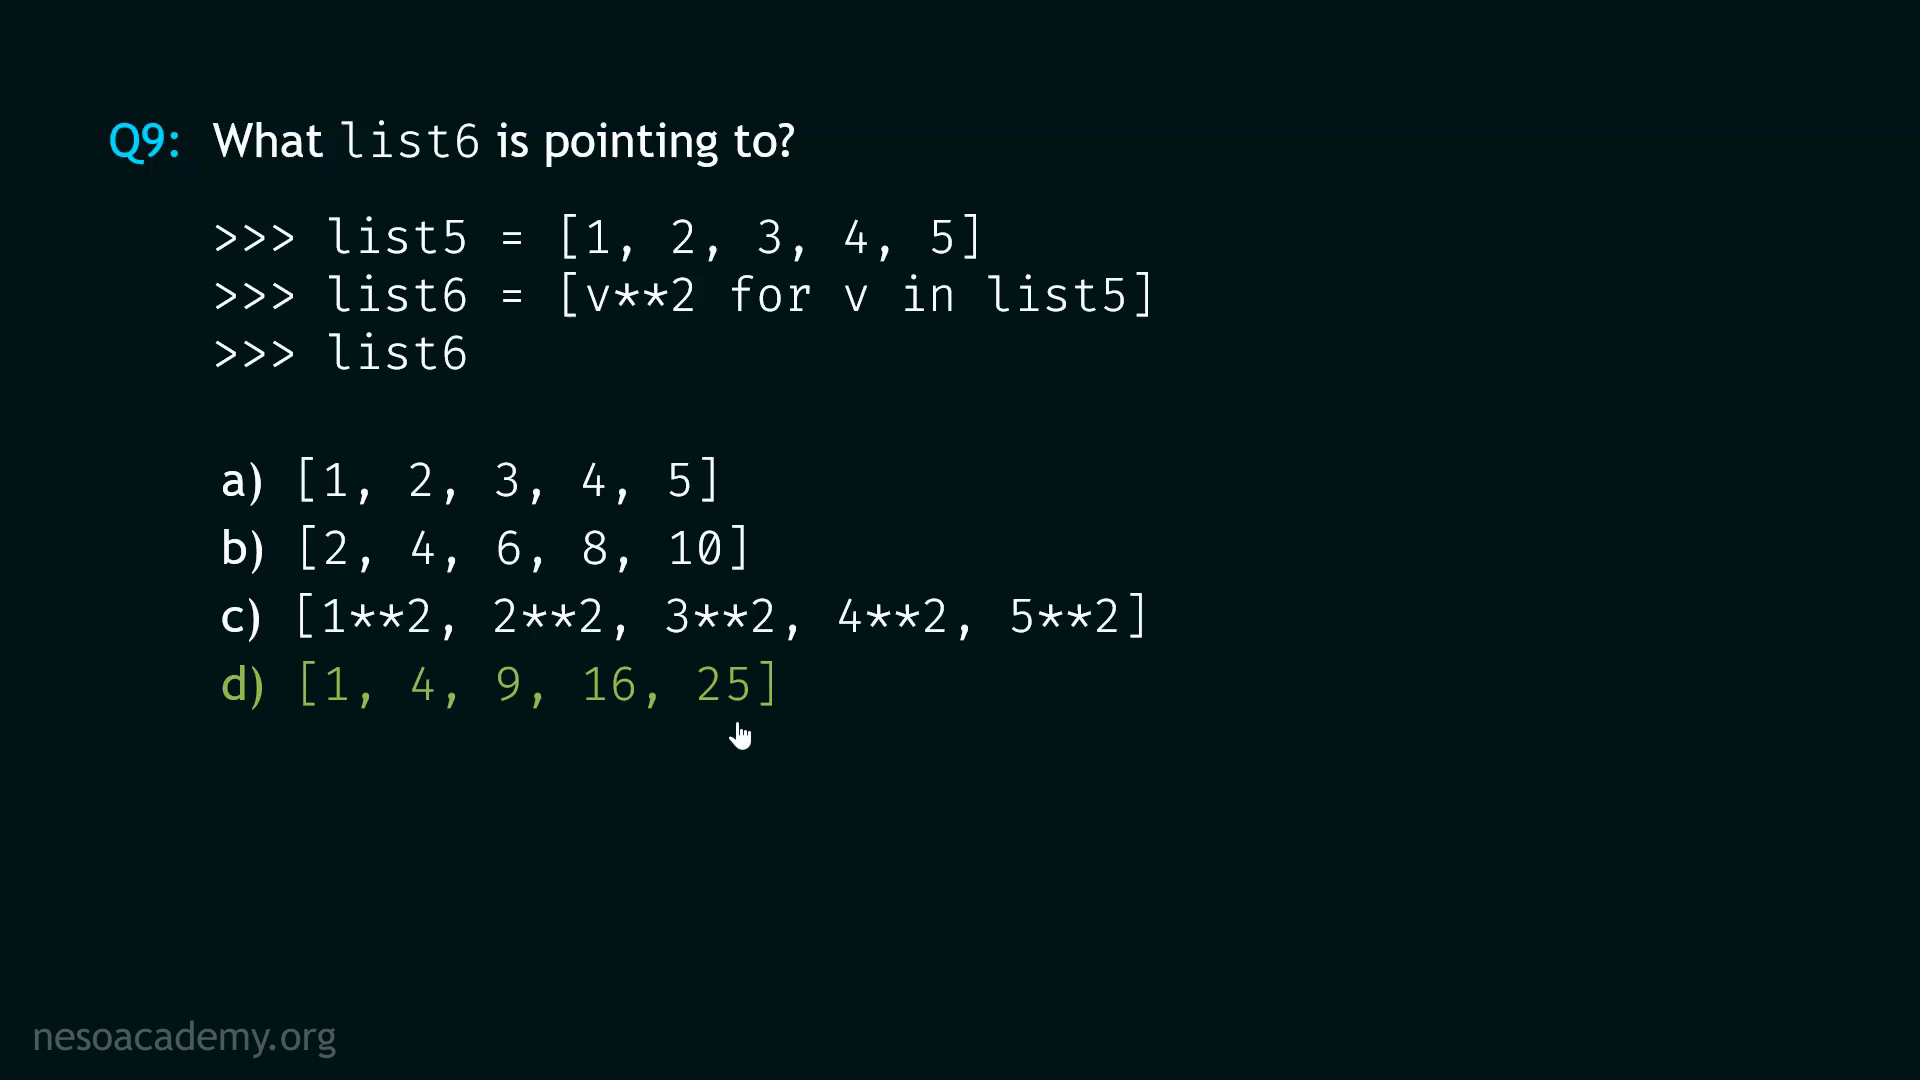 Q9: What list6 is pointing to?
>>> list5 = [1, 2, 3, 4, 5]
>>> list6 = [v**2 for v in list5]
>>> list6
a) [1, 2, 3, 4, 5]
b) [2, 4, 6, 8, 10]
c) [1**2, 2**2, 3**2, 4**2, 5**2]
d) [1, 4, 9, 16, 25]
nesoacademy.org